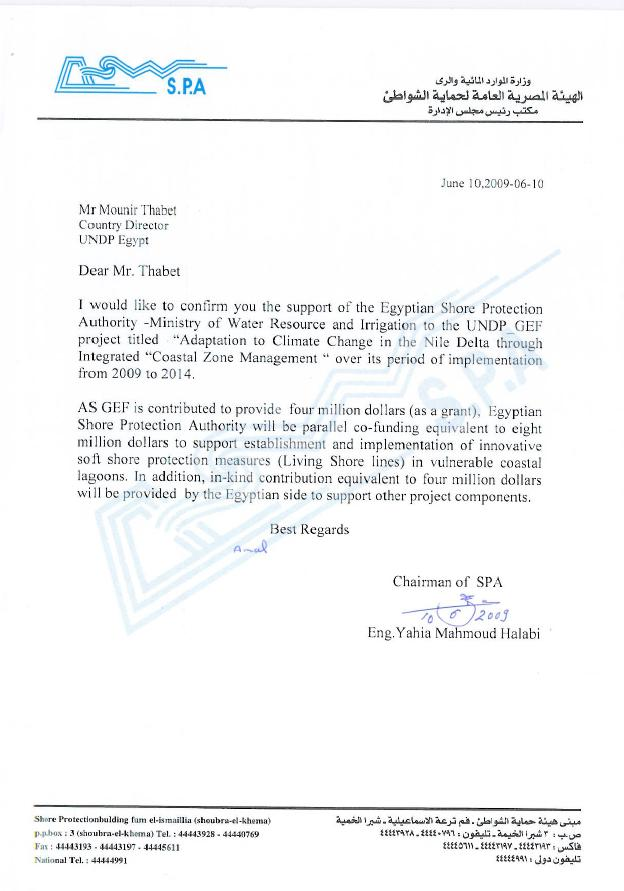 S.P.A
وزارة الموارد المائية والرى
الهيئة المصرية العامة لحماية الشواطئ
مكتب رئيس مجلس الإدارة
June 10,2009-06-10
Mr Mounir Thabet
Country Director
UNDP Egypt
Dear Mr. Thabet
I would like to confirm you the support of the Egyptian Shore Protection
Authority -Ministry of Water Resource and Irrigation to the UNDP GEF
project titled “Adaptation to Climate Change in the Nile Delta through
Integrated “Coastal Zone Management “ over its period of implementation
from 2009 to 2014.
AS GEF is contributed to provide four million dollars (as a grant), Egyptian
Shore Protection Authority will be parallel co-funding equivalent to eight
million dollars to support establishment and implementation of innovative
soft shore protection measures (Living Shore lines) in vulnerable coastal
lagoons. In addition, in-kind contribution equivalent to four million dollars
will be provided by the Egyptian side to support other project components.
S.P.A
Best Regards
Amal
Chairman of SPA
10 6 2009
Eng.Yahia Mahmoud Halabi
Shore Protectionbulding fum el-ismaillia (shoubra-el-khema)
p.p.box : 3 (shoubra-el-khema) Tel. : 44443928 - 44440769
Fax : 44443193 - 44443197 - 44445611
National Tel. : 44444991
مبنى هيئة حماية الشواطئ . فم ترعة الاسماعيلية - شبرا الخمية
ص.ب : ٣ شبرا الخيمة - تليفون : ٤٤٤٤٠٧٩٦ - ٤٤٤٤٣٩٢٨
فاكس : ٤٤٤٤٣١٩٣ - ٤٤٤٤٣١٩٧ - ٤٤٤٤٥٦١١
تليفون دولى : ٤٤٤٤٤٩٩١